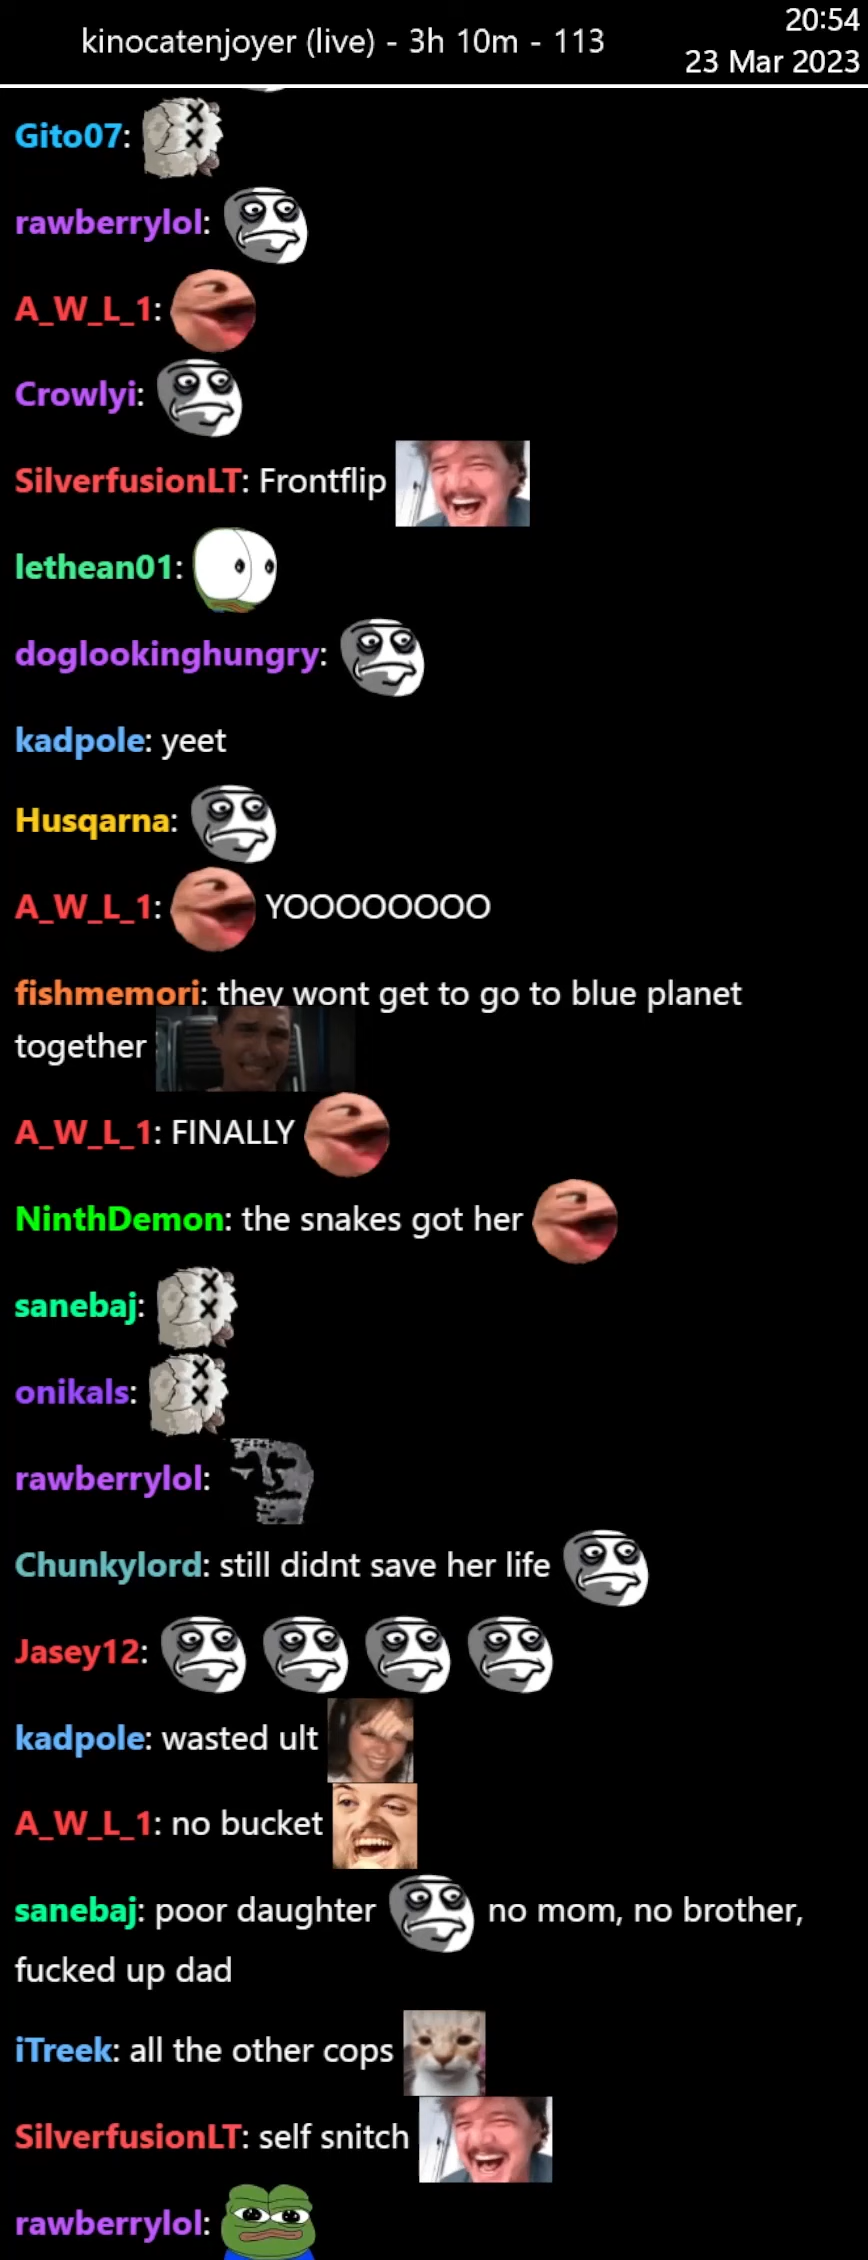 kinocatenjoyer (live) - 3h 10m - 113
20:54
23 Mar 2023
Gito07:
rawberrylol:
A_W_L_1:
Crowlyi:
SilverfusionLT: Frontflip
lethean01:
doglookinghungry:
kadpole: yeet
Husqarna:
A_W_L_1: YOOOOOOOO
fishmemori: they wont get to go to blue planet
together
A_W_L_1: FINALLY
NinthDemon: the snakes got her
sanebaj:
onikals:
rawberrylol:
Chunkylord: still didnt save her life
Jasey12:
kadpole: wasted ult
A_W_L_1: no bucket
sanebaj: poor daughter no mom, no brother,
fucked up dad
iTreek: all the other cops
SilverfusionLT: self snitch
rawberrylol: